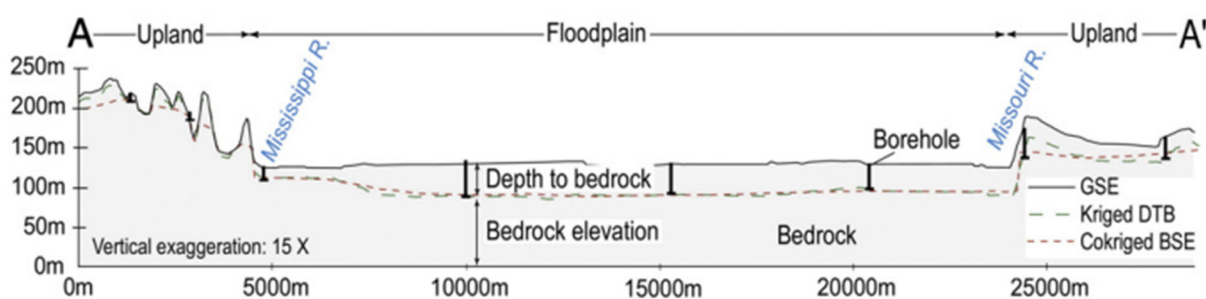 A Upland Floodplain Upland A'
Mississippi R.
Missouri R.
250m
200m
150m
100m
50m
0m
Borehole
Depth to bedrock
Bedrock elevation
Bedrock
Vertical exaggeration: 15 X
GSE
Kriged DTB
Cokriged BSE
0m 5000m 10000m 15000m 20000m 25000m